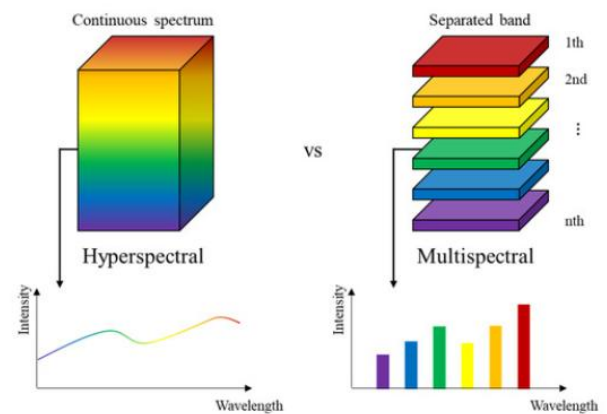 Continuous spectrum
Separated band
1th
2nd
⋮
nth
vs
Hyperspectral
Multispectral
Intensity
Wavelength
Intensity
Wavelength